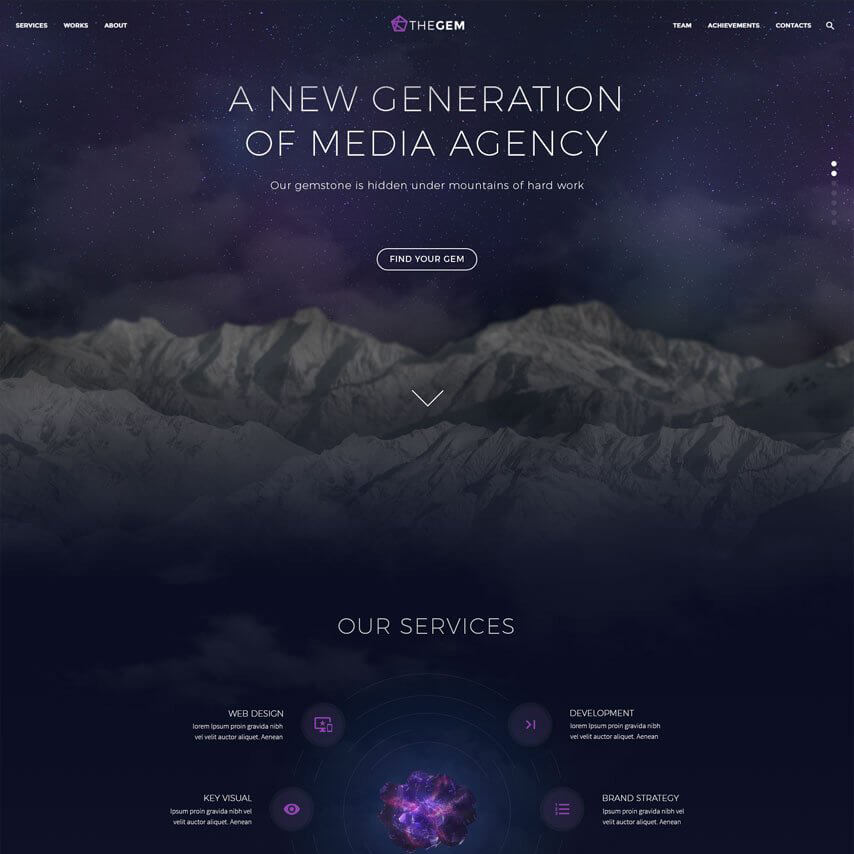 SERVICES WORKS ABOUT THEGEM TEAM ACHIEVEMENTS CONTACTS
A NEW GENERATION
OF MEDIA AGENCY
Our gemstone is hidden under mountains of hard work
FIND YOUR GEM
OUR SERVICES
WEB DESIGN
lorem Ipsum proin gravida nibh
vel velit auctor aliquet. Aenean
DEVELOPMENT
lorem Ipsum proin gravida nibh
vel velit auctor aliquet. Aenean
KEY VISUAL
Ipsum proin gravida nibh vel
velit auctor aliquet. Aenean
BRAND STRATEGY
Ipsum proin gravida nibh vel
velit auctor aliquet. Aenean